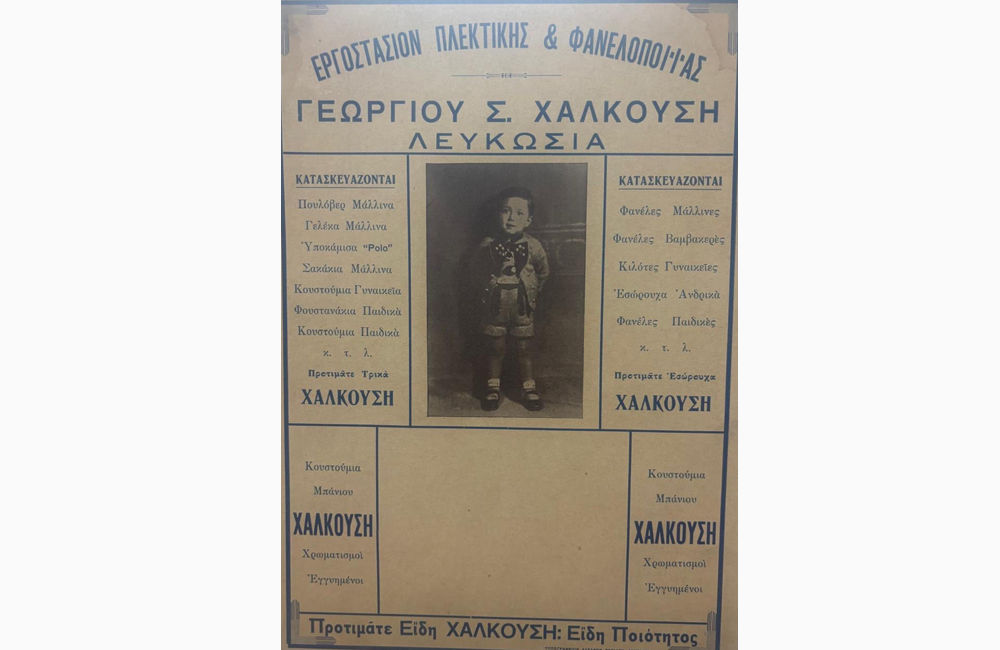 ΕΡΓΟΣΤΑΣΙΟΝ ΠΛΕΚΤΙΚΗΣ & ΦΑΝΕΛΟΠΟΙ·Ι·ΑΣ
ΓΕΩΡΓΙΟΥ Σ. ΧΑΛΚΟΥΣΗ
ΛΕΥΚΩΣΙΑ
ΚΑΤΑΣΚΕΥΑΖΟΝΤΑΙ
Πουλόβερ Μάλλινα
Γελέκα Μάλλινα
Ὑποκάμισα "Polo"
Σακάκια Μάλλινα
Κουστούμια Γυναικεῖα
Φουστανάκια Παιδικὰ
Κουστούμια Παιδικὰ
κ. τ. λ.
Προτιμᾶτε Τρικὰ
ΧΑΛΚΟΥΣΗ
ΚΑΤΑΣΚΕΥΑΖΟΝΤΑΙ
Φανέλες Μάλλινες
Φανέλες Βαμβακερὲς
Κιλότες Γυναικεῖες
Ἐσώρουχα Ἀνδρικὰ
Φανέλες Παιδικὲς
κ. τ. λ.
Προτιμᾶτε Ἐσώρουχα
ΧΑΛΚΟΥΣΗ
Κουστούμια
Μπάνιου
ΧΑΛΚΟΥΣΗ
Χρωματισμοὶ
Ἐγγυημένοι
Κουστούμια
Μπάνιου
ΧΑΛΚΟΥΣΗ
Χρωματισμοὶ
Ἐγγυημένοι
Προτιμᾶτε Εἴδη ΧΑΛΚΟΥΣΗ: Εἴδη Ποιότητος